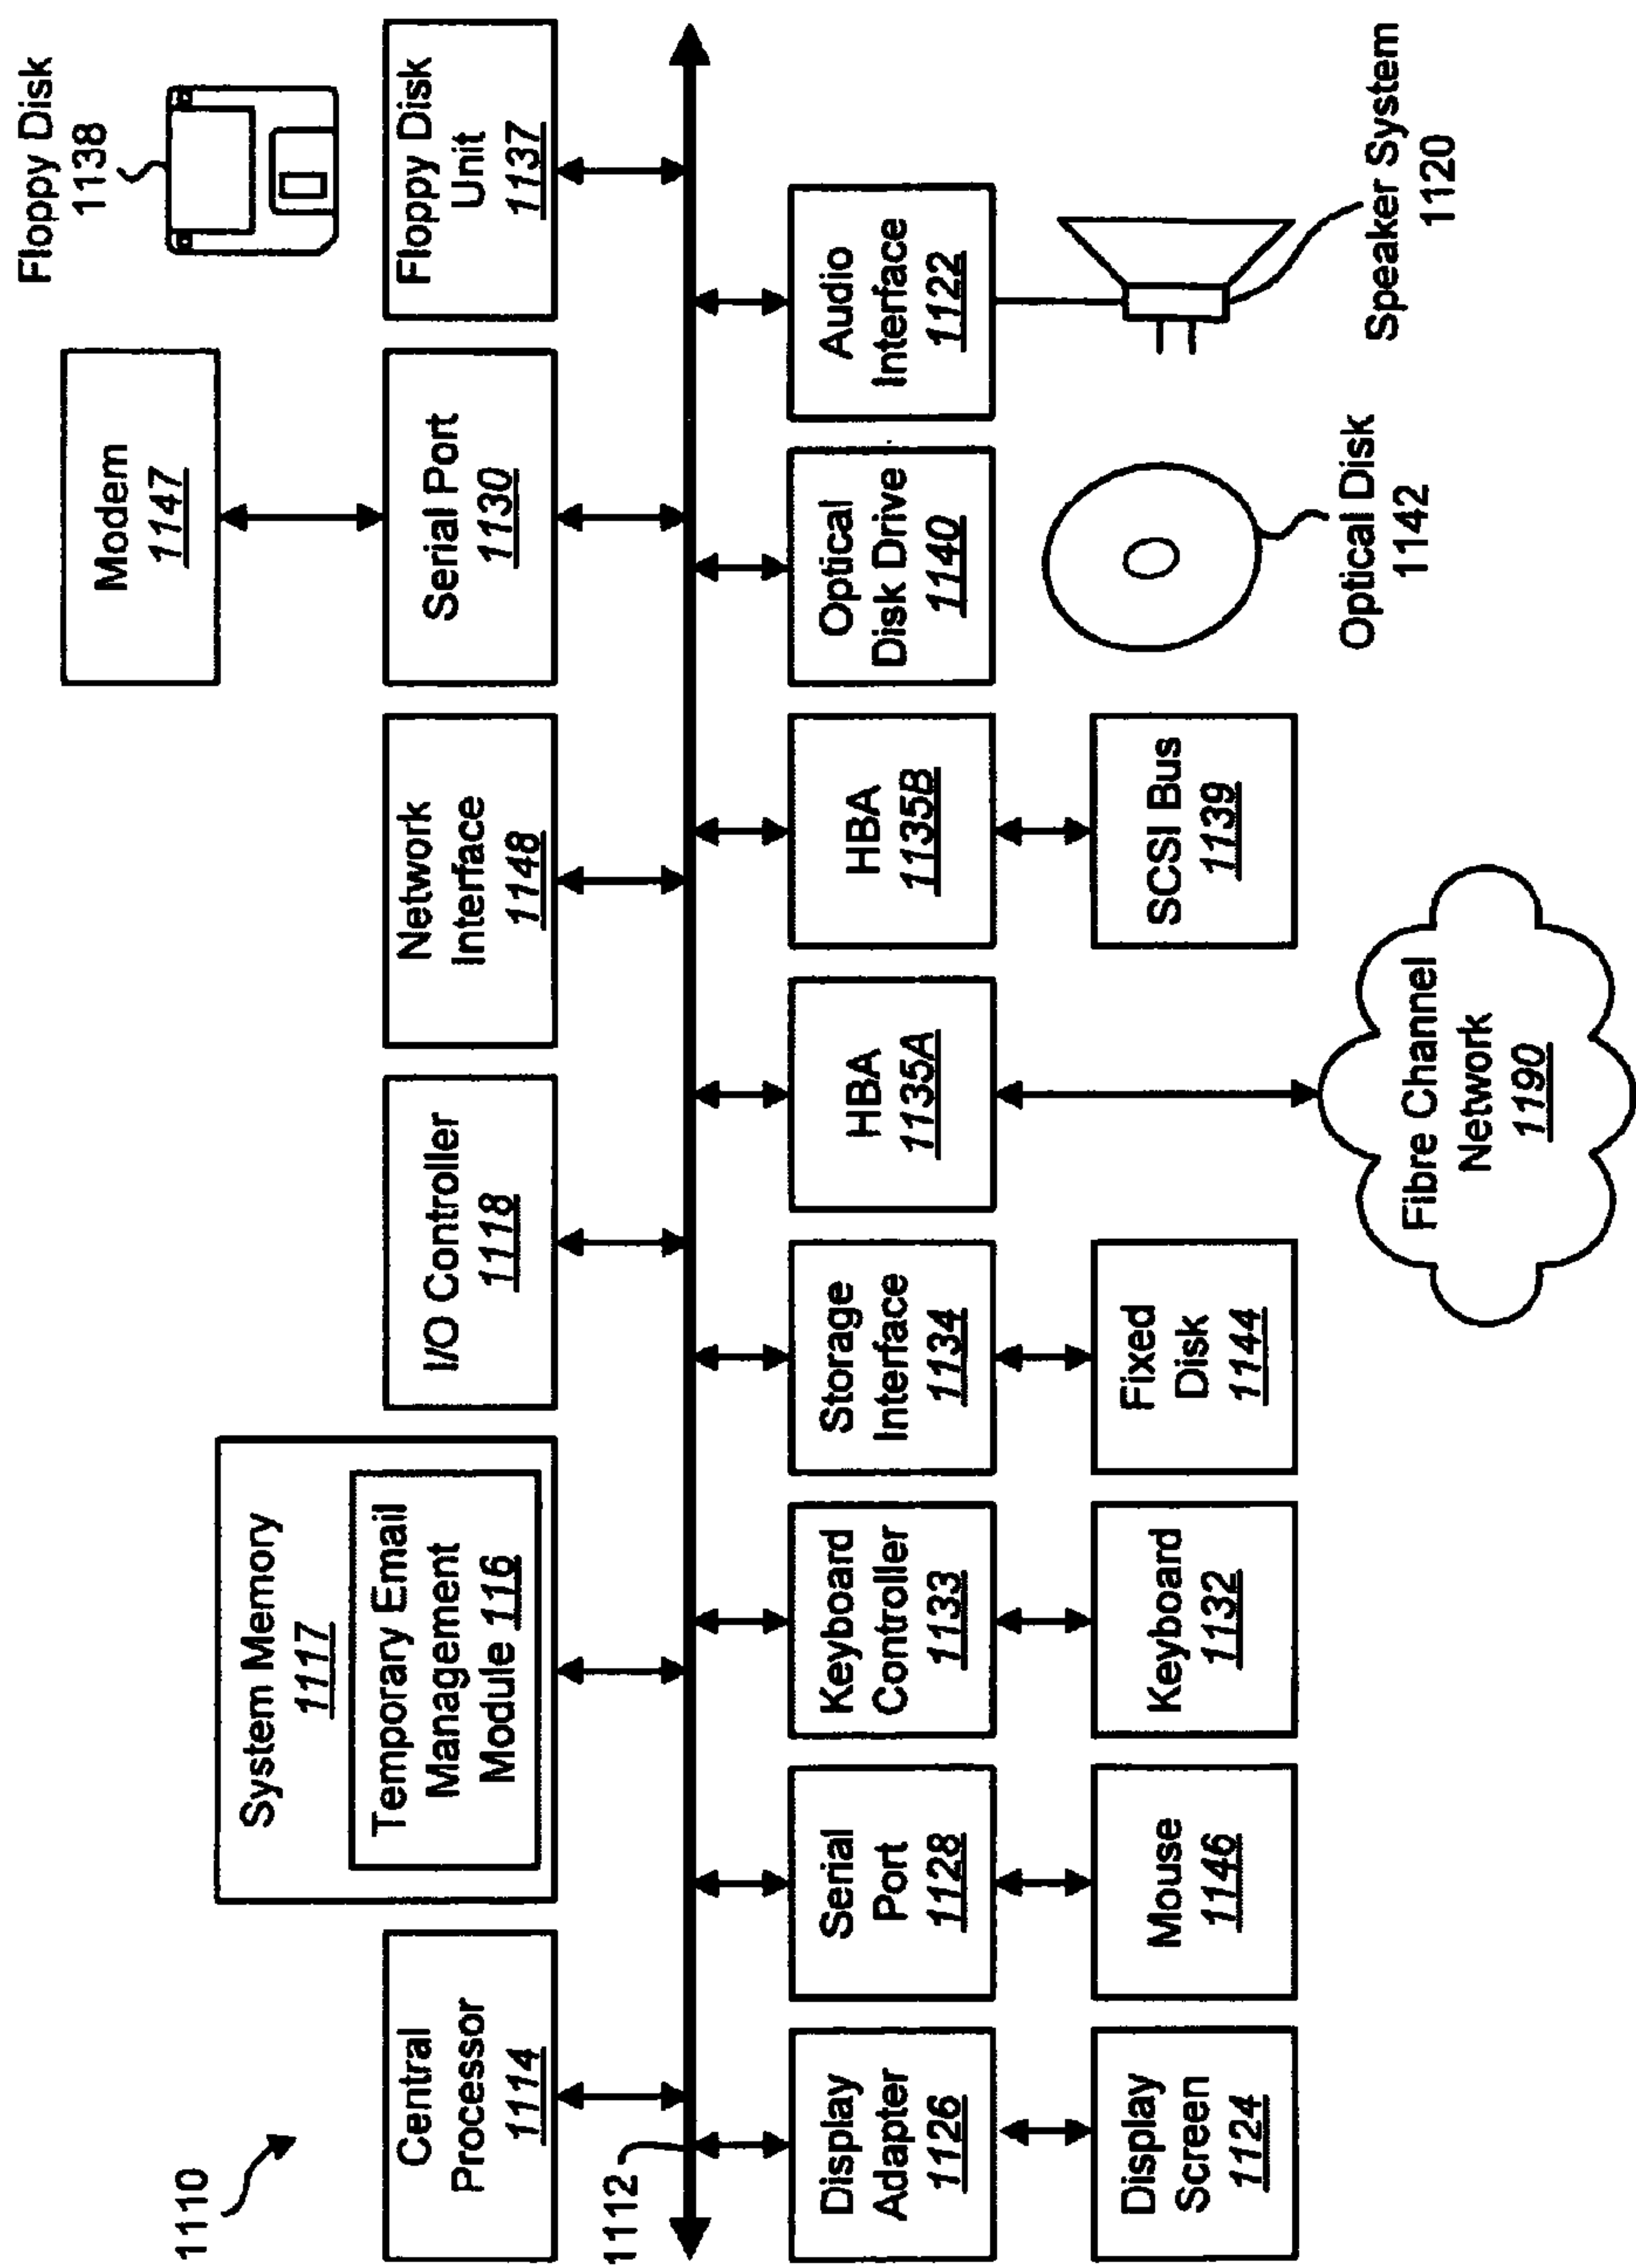 1110
Central
Processor
1114
System Memory
1117
Temporary Email
Management
Module 116
I/O Controller
1118
Network
Interface
1148
Modem
1147
Serial Port
1130
Floppy Disk
1138
Floppy Disk
Unit
1137
1112
Display
Adapter
1126
Serial
Port
1128
Keyboard
Controller
1133
Storage
Interface
1134
HBA
1135A
HBA
1135B
Optical
Disk Drive
1140
Audio
Interface
1122
Display
Screen
1124
Mouse
1146
Keyboard
1132
Fixed
Disk
1144
Fibre Channel
Network
1190
SCSI Bus
1139
Optical Disk
1142
Speaker System
1120